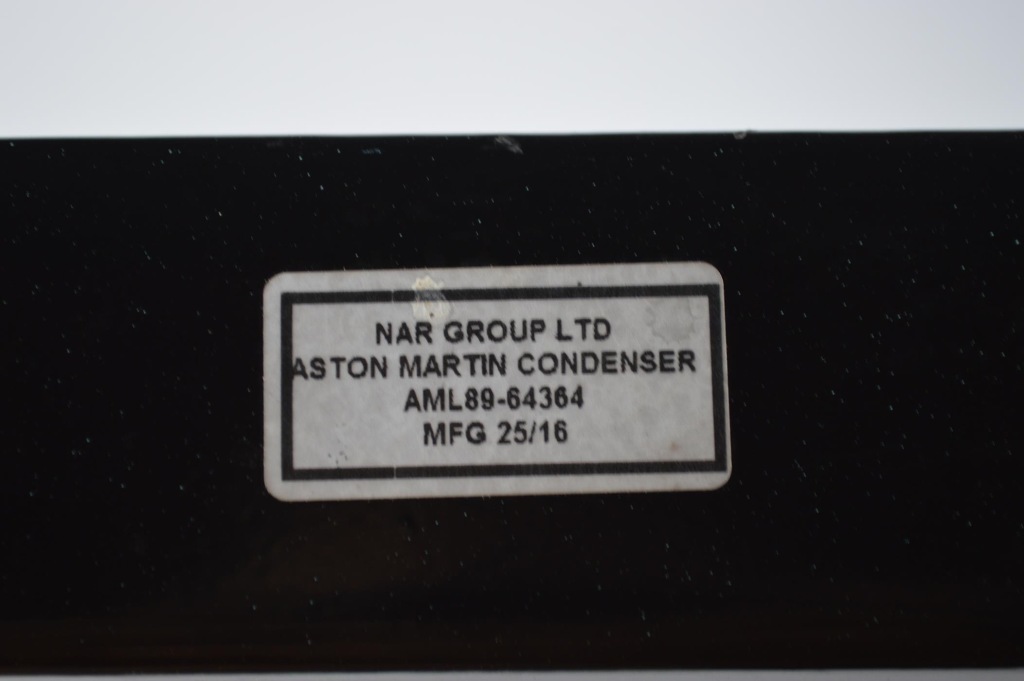 NAR GROUP LTD
ASTON MARTIN CONDENSER
AML89-64364
MFG 25/16